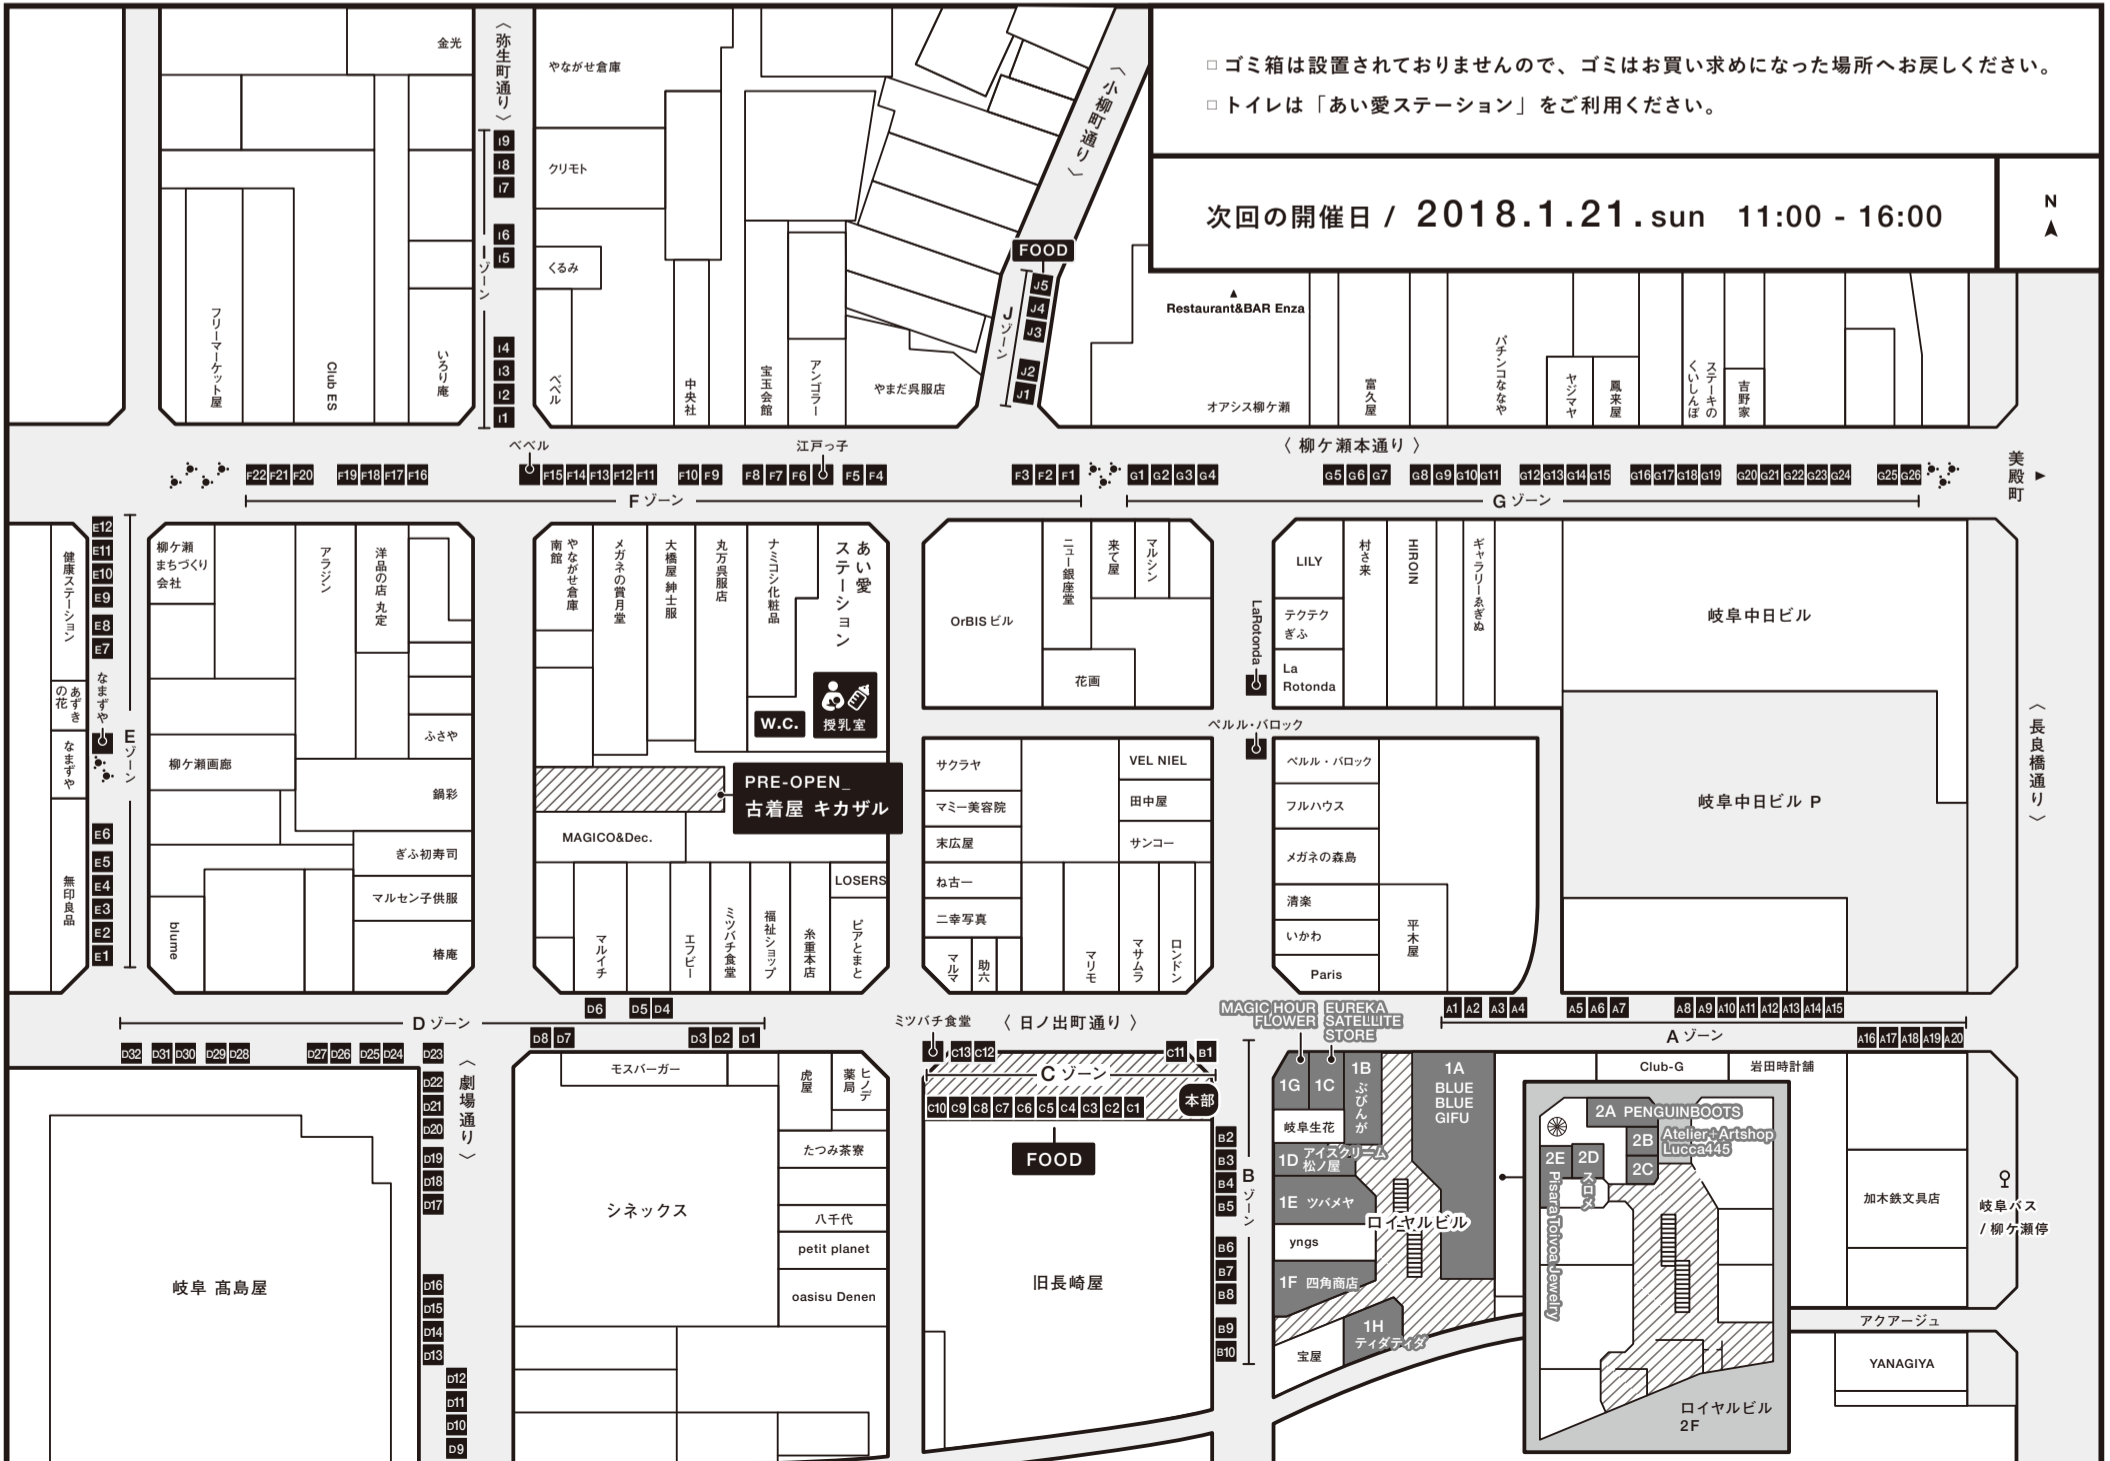 □ ゴミ箱は設置されておりませんので、ゴミはお買い求めになった場所へお戻しください。
□ トイレは「あい愛ステーション」をご利用ください。
次回の開催日 / 2018.1.21.sun 11:00 - 16:00
N
金光
〈弥生町通り〉
やながせ倉庫
クリモト
くるみ
〈小柳町通り〉
FOOD
I9
I8
I7
I6
I5
Iゾーン
I4
I3
I2
I1
J5
J4
J3
J2
J1
Jゾーン
フリーマーケット屋
Club ES
いろり庵
ベベル
中央社
宝玉会館
アンゴラー
やまだ呉服店
Restaurant&BAR Enza
オアシス柳ケ瀬
富久屋
パチンコななや
ヤジマヤ
鳳来屋
ステーキの
くいしんぼ
吉野家
〈 柳ケ瀬本通り 〉
ベベル
江戸っ子
F22 F21 F20 F19 F18 F17 F16 F15 F14 F13 F12 F11 F10 F9 F8 F7 F6 F5 F4 F3 F2 F1
G1 G2 G3 G4 G5 G6 G7 G8 G9 G10 G11 G12 G13 G14 G15 G16 G17 G18 G19 G20 G21 G22 G23 G24 G25 G26
美殿町
F ゾーン
G ゾーン
E12
E11
E10
E9
E8
E7
なまずや
Eゾーン
E6
E5
E4
E3
E2
E1
健康ステーション
あずき
の花
なまずや
無印良品
柳ケ瀬
まちづくり
会社
アラジン
洋品の店 丸定
ふさや
柳ケ瀬画廊
鍋彩
ぎふ初寿司
マルセン子供服
椿庵
blume
やながせ倉庫
南館
メガネの賞月堂
大橋屋 紳士服
丸万呉服店
ナミコシ化粧品
あい愛
ステーション
W.C.
授乳室
PRE-OPEN_
古着屋 キカザル
MAGICO&Dec.
LOSERS
マルイチ
エフビー
ミツバチ食堂
福祉ショップ
糸重本店
ピアとまと
OrBIS ビル
ニュー銀座堂
来て屋
マルシン
花画
サクラヤ
マミー美容院
末広屋
ね古一
二幸写真
マルマ
助六
マリモ
VEL NIEL
田中屋
サンコー
マサムラ
ロンドン
LaRotonda
ペルル・バロック
LILY
テクテク
ぎふ
La
Rotonda
村さ来
HIROIN
ギャラリーゑぎぬ
岐阜中日ビル
岐阜中日ビル P
〈長良橋通り〉
ペルル・バロック
フルハウス
メガネの森島
清楽
いかわ
Paris
平木屋
D6 D5 D4
D ゾーン
D8 D7 D3 D2 D1
D32 D31 D30 D29 D28 D27 D26 D25 D24 D23
D22
D21
D20
D19
D18
D17
D16
D15
D14
D13
D12
D11
D10
D9
〈劇場通り〉
岐阜 髙島屋
モスバーガー
虎屋
ヒノデ
薬局
たつみ茶寮
八千代
petit planet
oasisu Denen
シネックス
ミツバチ食堂
〈 日ノ出町通り 〉
C13 C12 C11 B1
C ゾーン
本部
C10 C9 C8 C7 C6 C5 C4 C3 C2 C1
FOOD
旧長崎屋
B2
B3
B4
B5
Bゾーン
B6
B7
B8
B9
B10
MAGIC HOUR
FLOWER
EUREKA
SATELLITE
STORE
A1 A2 A3 A4 A5 A6 A7 A8 A9 A10 A11 A12 A13 A14 A15
A ゾーン
A16 A17 A18 A19 A20
1G
1C
1B
ぶびんが
1A
BLUE
BLUE
GIFU
岐阜生花
1D アイスクリーム
松ノ屋
1E ツバメヤ
ロイヤルビル
yngs
1F 四角商店
1H
ティダティダ
宝屋
Club-G
岩田時計舗
2A PENGUINBOOTS
2B
Atelier+Artshop
Lucca445
2C
2D
スロメ
2E
Pisara Toivoa Jewelry
ロイヤルビル
2F
加木鉄文具店
岐阜バス
/ 柳ケ瀬停
アクアージュ
YANAGIYA